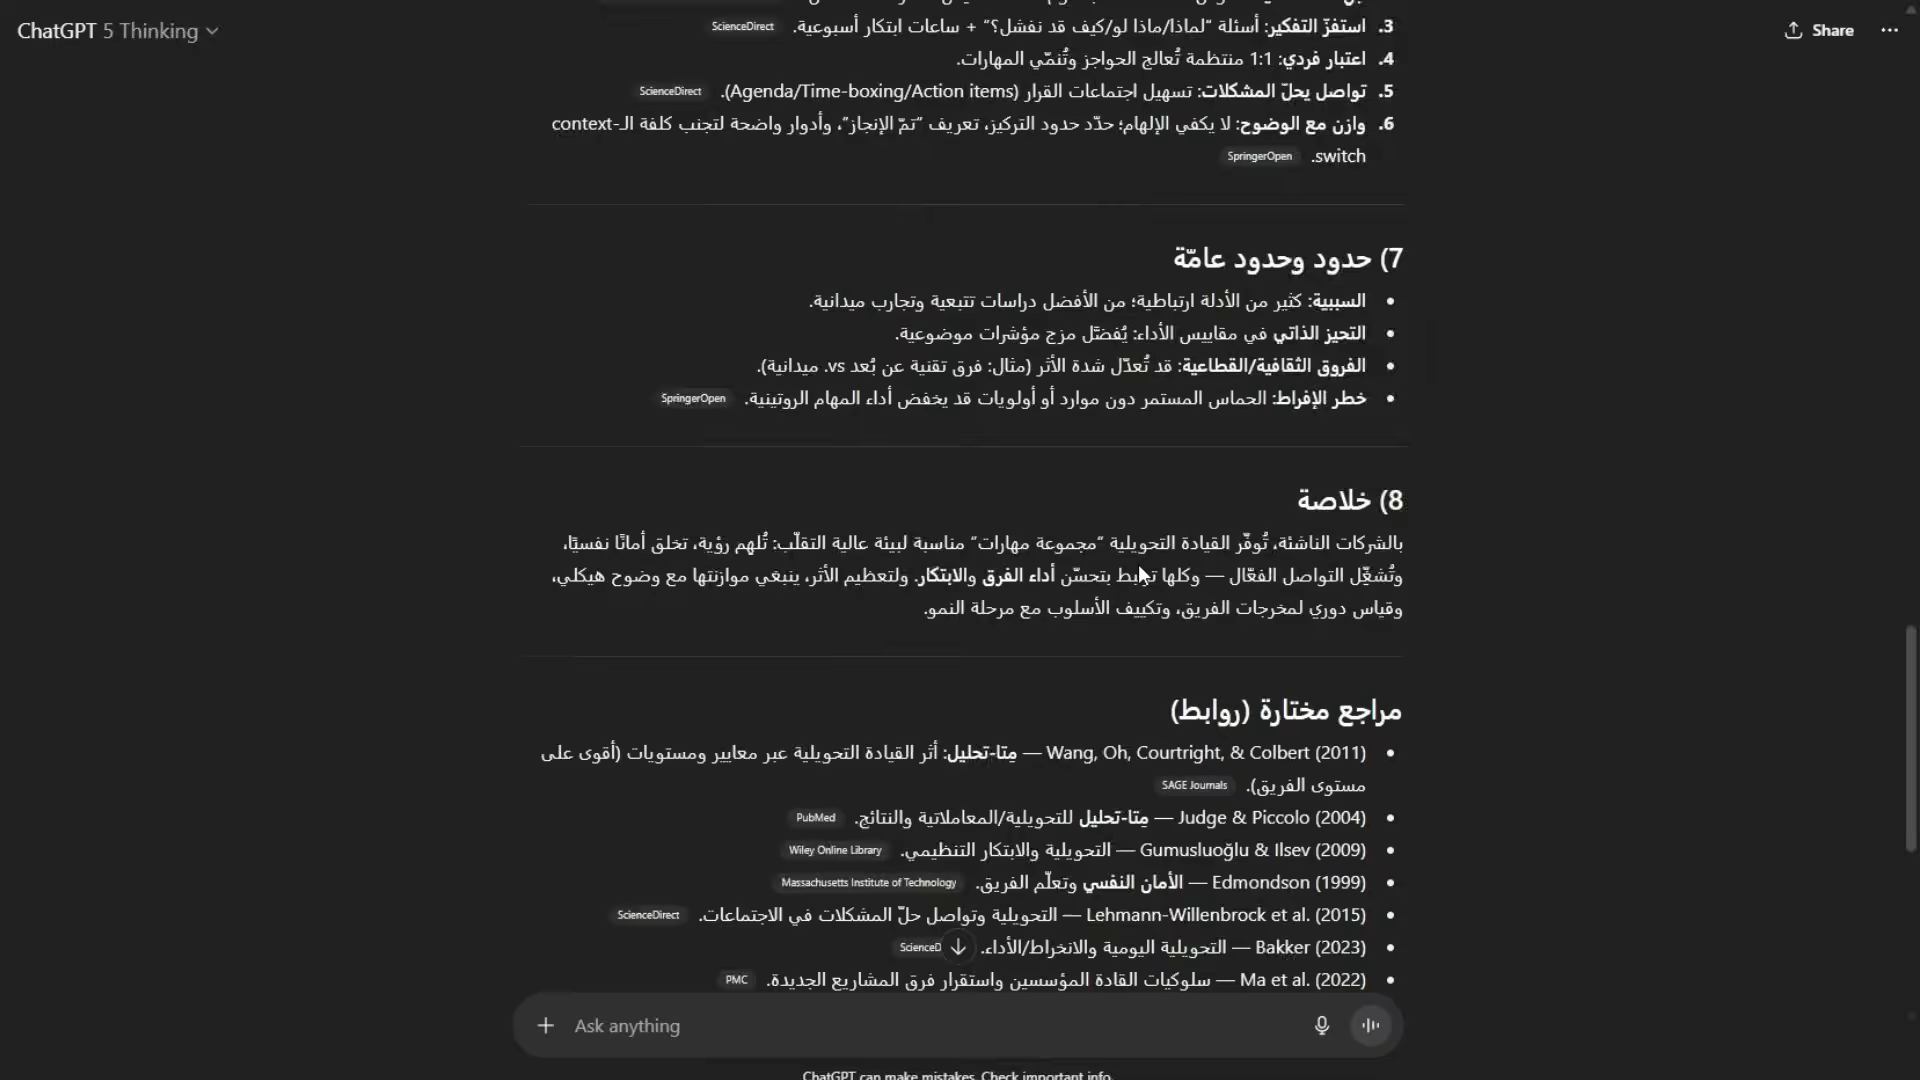 ChatGPT 5 Thinking
Share
3. استفزّ التفكير: أسئلة “لماذا/ماذا لو/كيف قد نفشل؟” + ساعات ابتكار أسبوعية. ScienceDirect
4. اعتبار فردي: 1:1 منتظمة تُعالج الحواجز وتُنمّي المهارات.
5. تواصل يحلّ المشكلات: تسهيل اجتماعات القرار (Agenda/Time-boxing/Action items). ScienceDirect
6. وازن مع الوضوح: لا يكفي الإلهام؛ حدّد حدود التركيز، تعريف “تمّ الإنجاز”، وأدوار واضحة لتجنب كلفة الـ-context
switch. SpringerOpen
7) حدود وحدود عامّة
• السببية: كثير من الأدلة ارتباطية؛ من الأفضل دراسات تتبعية وتجارب ميدانية.
• التحيز الذاتي في مقاييس الأداء: يُفضَّل مزج مؤشرات موضوعية.
• الفروق الثقافية/القطاعية: قد تُعدّل شدة الأثر (مثال: فرق تقنية عن بُعد vs. ميدانية).
• خطر الإفراط: الحماس المستمر دون موارد أو أولويات قد يخفض أداء المهام الروتينية. SpringerOpen
8) خلاصة
بالشركات الناشئة، تُوفّر القيادة التحويلية “مجموعة مهارات” مناسبة لبيئة عالية التقلّب: تُلهم رؤية، تخلق أمانًا نفسيًا،
وتُشغّل التواصل الفعّال — وكلها ترتبط بتحسّن أداء الفرق والابتكار. ولتعظيم الأثر، ينبغي موازنتها مع وضوح هيكلي،
وقياس دوري لمخرجات الفريق، وتكييف الأسلوب مع مرحلة النمو.
مراجع مختارة (روابط)
• Wang, Oh, Courtright, & Colbert (2011) — مِتا-تحليل: أثر القيادة التحويلية عبر معايير ومستويات (أقوى على
مستوى الفريق). SAGE Journals
• Judge & Piccolo (2004) — مِتا-تحليل للتحويلية/المعاملاتية والنتائج. PubMed
• Gumusluoğlu & Ilsev (2009) — التحويلية والابتكار التنظيمي. Wiley Online Library
• Edmondson (1999) — الأمان النفسي وتعلّم الفريق. Massachusetts Institute of Technology
• Lehmann-Willenbrock et al. (2015) — التحويلية وتواصل حلّ المشكلات في الاجتماعات. ScienceDirect
• Bakker (2023) — التحويلية اليومية والانخراط/الأداء. ScienceD
• Ma et al. (2022) — سلوكيات القادة المؤسسين واستقرار فرق المشاريع الجديدة. PMC
Ask anything
ChatGPT can make mistakes. Check important info.